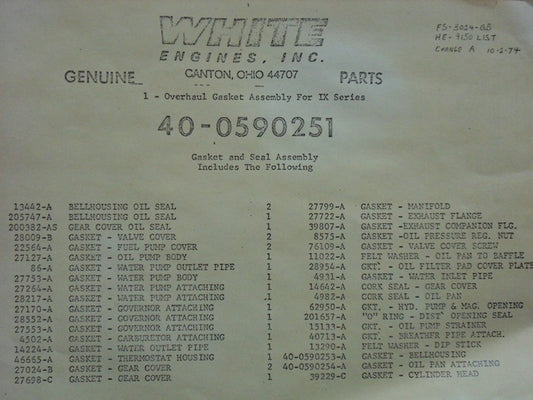 WHITE
ENGINES, INC.
CANTON, OHIO 44707
GENUINE
PARTS
FS-3024-GB
HE-9150 LIST
CHANGE A 10-2-74
1 - Overhaul Gasket Assembly For IX Series
40-0590251
Gasket and Seal Assembly
Includes The Following
13442-A BELLHOUSING OIL SEAL 2
205747-A BELLHOUSING OIL SEAL 1
200382-AS GEAR COVER OIL SEAL 1
28009-B GASKET - VALVE COVER 2
22564-A GASKET - FUEL PUMP COVER 2
27127-A GASKET - OIL PUMP BODY 1
86-A GASKET - WATER PUMP OUTLET PIPE 1
27753-A GASKET - WATER PUMP BODY 1
27264-A GASKET - WATER PUMP ATTACHING 1
28217-A GASKET - WATER PUMP ATTACHING 1
27170-A GASKET - GOVERNOR ATTACHING 1
28552-A GASKET - GOVERNOR ATTACHING 1
27553-A GASKET - GOVERNOR ATTACHING 1
4502-A GASKET - CARBURETOR ATTACHING 1
14224-A GASKET - WATER OUTLET PIPE 1
46665-A GASKET - THERMOSTAT HOUSING 1
27024-B GASKET - GEAR COVER 2
27698-C GASKET - GEAR COVER 1
27799-A GASKET - MANIFOLD
27722-A GASKET - EXHAUST FLANGE
39807-A GASKET -EXHAUST COMPANION FLG.
8575-A GASKET -OIL PRESSURE REG. NUT
76109-A GASKET - VALVE COVER SCREW
11022-A FELT WASHER - OIL PAN TO BAFFLE
28954-A GKT. - OIL FILTER PAD COVER PLATE
4931-A GASKET - WATER INLET PIPE
14642-A CORK SEAL - GEAR COVER
4982-A CORK SEAL - OIL PAN
62950-A GKT. - HYD. PUMP & MAG. OPENING
201657-A "O" RING - DIST' OPENING SEAL
15133-A GKT. - OIL PUMP STRAINER
40713-A GKT. - BREATHER PIPE ATTACH.
13290-A FELT WASHER - DIP STICK
40-0590253-A GASKET - BELLHOUSING
40-0590254-A GASKET - OIL PAN ATTACHING
39229-C GASKET - CYLINDER HEAD